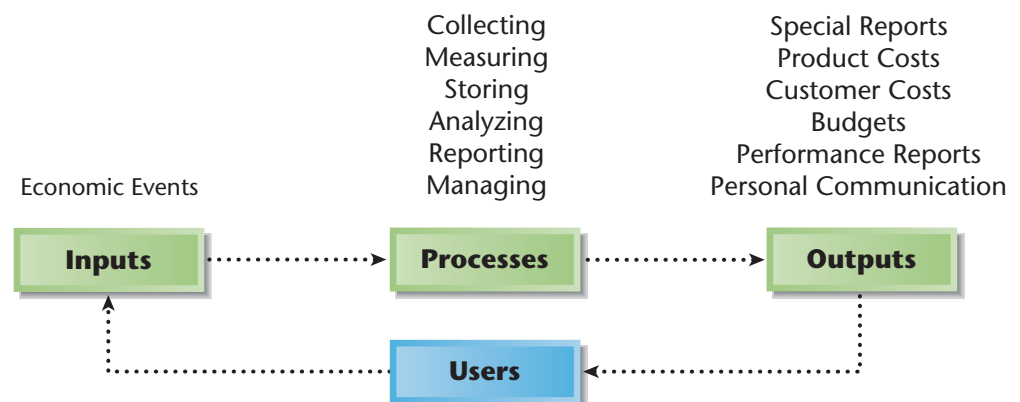 Economic Events
Collecting
Measuring
Storing
Analyzing
Reporting
Managing
Special Reports
Product Costs
Customer Costs
Budgets
Performance Reports
Personal Communication
Inputs
Processes
Outputs
Users